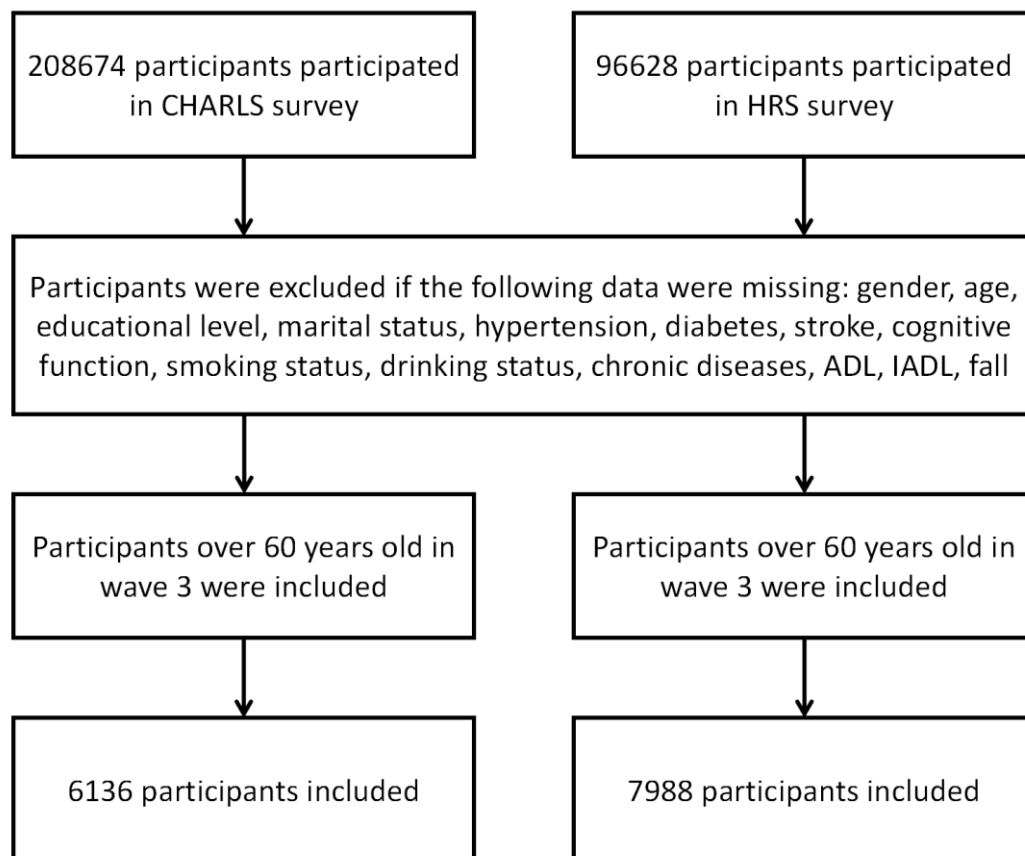 208674 participants participated
in CHARLS survey
96628 participants participated
in HRS survey
Participants were excluded if the following data were missing: gender, age,
educational level, marital status, hypertension, diabetes, stroke, cognitive
function, smoking status, drinking status, chronic diseases, ADL, IADL, fall
Participants over 60 years old in
wave 3 were included
Participants over 60 years old in
wave 3 were included
6136 participants included
7988 participants included